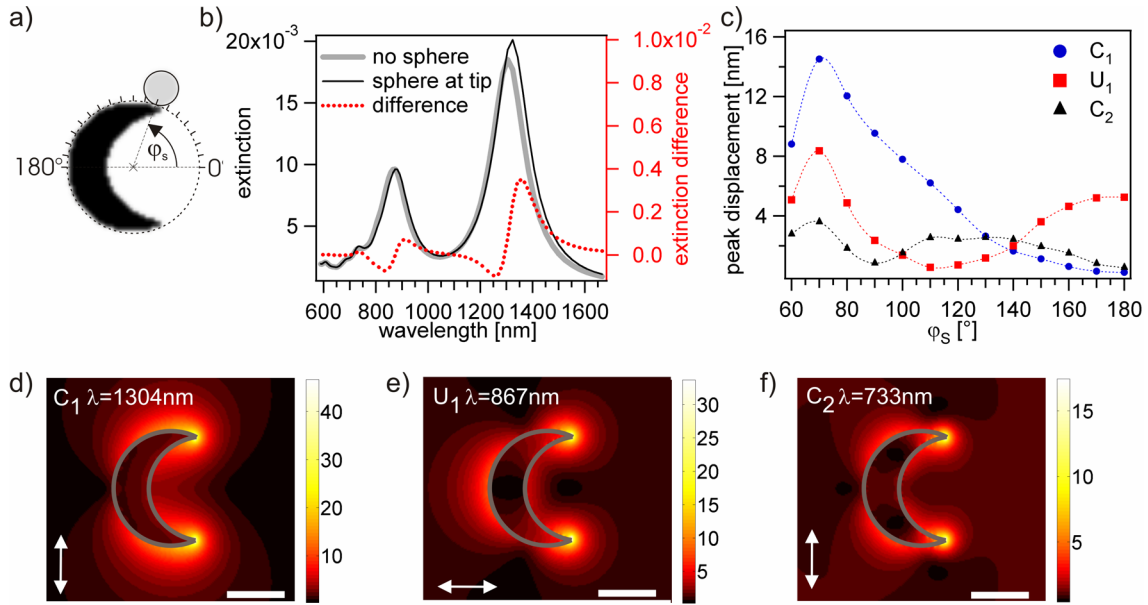 a)
180°
φs
0°
b)
20x10⁻³
15
10
5
extinction
no sphere
sphere at tip
difference
1.0x10⁻²
0.8
0.6
0.4
0.2
0.0
extinction difference
600 800 1000 1200 1400 1600
wavelength [nm]
c)
16
12
8
4
peak displacement [nm]
C₁
U₁
C₂
60 80 100 120 140 160 180
φS [°]
d)
C₁ λ=1304nm
40
30
20
10
e)
U₁ λ=867nm
30
25
20
15
10
5
f)
C₂ λ=733nm
15
10
5